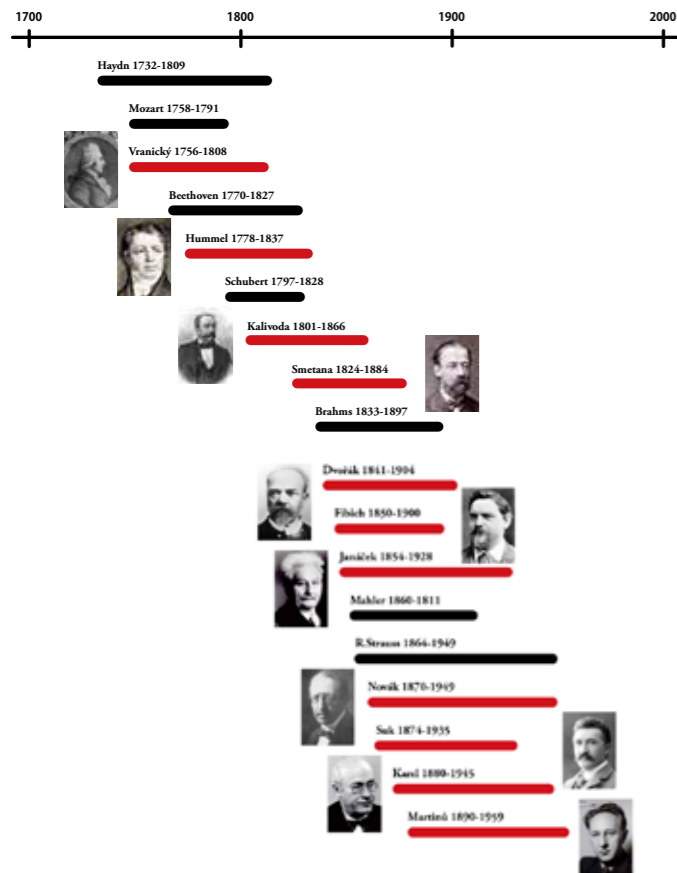 1700 1800 1900 2000
Haydn 1732-1809
Mozart 1758-1791
Vranický 1756-1808
Beethoven 1770-1827
Hummel 1778-1837
Schubert 1797-1828
Kalivoda 1801-1866
Smetana 1824-1884
Brahms 1833-1897
Dvořák 1841-1904
Fibich 1850-1900
Janáček 1854-1928
Mahler 1860-1811
R.Strauss 1864-1949
Novák 1870-1949
Suk 1874-1935
Karel 1880-1945
Martinů 1890-1959